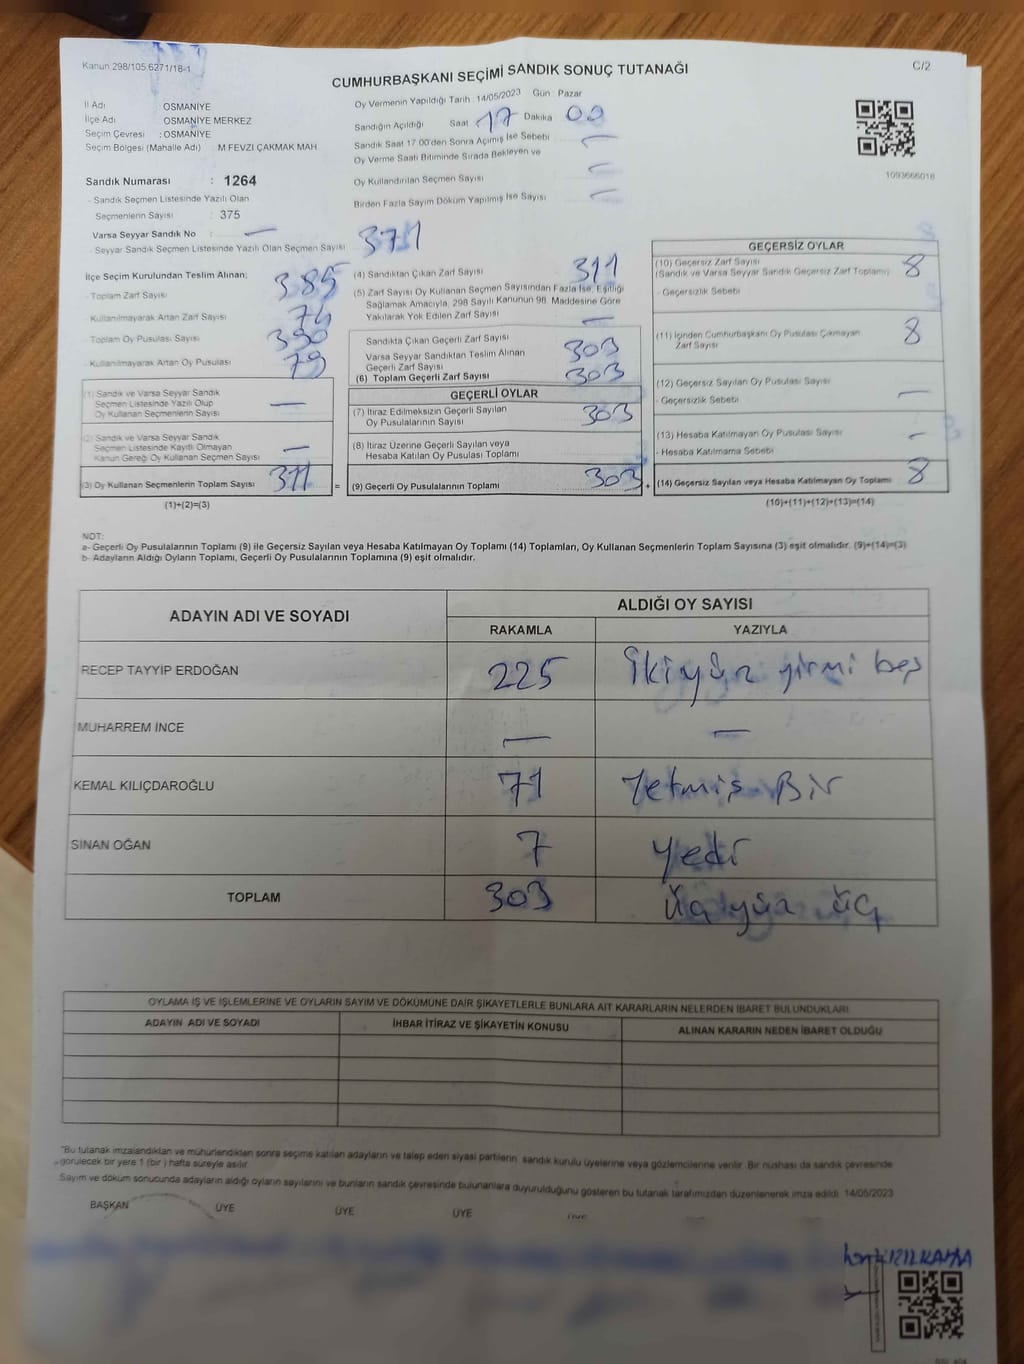 Kanun 298/105 6271/18-1
C/2
CUMHURBAŞKANI SEÇİMİ SANDIK SONUÇ TUTANAĞI
İl Adı OSMANİYE
İlçe Adı OSMANİYE MERKEZ
Seçim Çevresi : OSMANİYE
Seçim Bölgesi (Mahalle Adı) M FEVZİ ÇAKMAK MAH.
Oy Vermenin Yapıldığı Tarih : 14/05/2023 Gün : Pazar
Sandığın Açıldığı Saat 17 Dakika 00
Sandık Saat 17:00'den Sonra Açılmış İse Sebebi —
Oy Verme Saati Bitiminde Sırada Bekleyen ve
Oy Kullandırılan Seçmen Sayısı —
Birden Fazla Sayım Döküm Yapılmış İse Sayısı —
1093666018
Sandık Numarası : 1264
- Sandık Seçmen Listesinde Yazılı Olan
Seçmenlerin Sayısı : 375
Varsa Seyyar Sandık No : —
- Seyyar Sandık Seçmen Listesinde Yazılı Olan Seçmen Sayısı 371
İlçe Seçim Kurulundan Teslim Alınan;
- Toplam Zarf Sayısı 385
- Kullanılmayarak Artan Zarf Sayısı 74
- Toplam Oy Pusulası Sayısı 390
- Kullanılmayarak Artan Oy Pusulası 79
(1) Sandık ve Varsa Seyyar Sandık
Seçmen Listesinde Yazılı Olup
Oy Kullanan Seçmenlerin Sayısı —
(2) Sandık ve Varsa Seyyar Sandık
Seçmen Listesinde Kayıtlı Olmayan
Kanun Gereği Oy Kullanan Seçmen Sayısı —
(3) Oy Kullanan Seçmenlerin Toplam Sayısı 311
(1)+(2)=(3)
(4) Sandıktan Çıkan Zarf Sayısı 311
(5) Zarf Sayısı Oy Kullanan Seçmen Sayısından Fazla İse, Eşitliği
Sağlamak Amacıyla, 298 Sayılı Kanunun 98. Maddesine Göre
Yakılarak Yok Edilen Zarf Sayısı —
Sandıkta Çıkan Geçerli Zarf Sayısı 303
Varsa Seyyar Sandıktan Teslim Alınan
Geçerli Zarf Sayısı
(6) Toplam Geçerli Zarf Sayısı 303
GEÇERLİ OYLAR
(7) İtiraz Edilmeksizin Geçerli Sayılan
Oy Pusulalarının Sayısı 303
(8) İtiraz Üzerine Geçerli Sayılan veya
Hesaba Katılan Oy Pusulası Toplamı
= (9) Geçerli Oy Pusulalarının Toplamı 303 +
GEÇERSİZ OYLAR
(10) Geçersiz Zarf Sayısı 8
(Sandık ve Varsa Seyyar Sandık Geçersiz Zarf Toplamı)
- Geçersizlik Sebebi
(11) İçinden Cumhurbaşkanı Oy Pusulası Çıkmayan 8
Zarf Sayısı
(12) Geçersiz Sayılan Oy Pusulası Sayısı —
- Geçersizlik Sebebi
(13) Hesaba Katılmayan Oy Pusulası Sayısı —
- Hesaba Katılmama Sebebi
(14) Geçersiz Sayılan veya Hesaba Katılmayan Oy Toplamı 8
(10)+(11)+(12)+(13)=(14)
NOT:
a- Geçerli Oy Pusulalarının Toplamı (9) ile Geçersiz Sayılan veya Hesaba Katılmayan Oy Toplamı (14) Toplamları, Oy Kullanan Seçmenlerin Toplam Sayısına (3) eşit olmalıdır. (9)+(14)=(3)
b- Adayların Aldığı Oyların Toplamı, Geçerli Oy Pusulalarının Toplamına (9) eşit olmalıdır.
ADAYIN ADI VE SOYADI ALDIĞI OY SAYISI
RAKAMLA YAZIYLA
RECEP TAYYİP ERDOĞAN 225 İkiyüz yirmi beş
MUHARREM İNCE — —
KEMAL KILIÇDAROĞLU 71 Yetmiş Bir
SİNAN OĞAN 7 yedi
TOPLAM 303 Üçyüz üç
OYLAMA İŞ VE İŞLEMLERİNE VE OYLARIN SAYIM VE DÖKÜMÜNE DAİR ŞİKAYETLERLE BUNLARA AİT KARARLARIN NELERDEN İBARET BULUNDUKLARI
ADAYIN ADI VE SOYADI İHBAR İTİRAZ VE ŞİKAYETİN KONUSU ALINAN KARARIN NEDEN İBARET OLDUĞU
"Bu tutanak imzalandıktan ve mühürlendikten sonra seçime katılan adayların ve talep eden siyasi partilerin, sandık kurulu üyelerine veya gözlemcilerine verilir. Bir nüshası da sandık çevresinde
görülecek bir yere 1 (bir ) hafta süreyle asılır.
Sayım ve döküm sonucunda adayların aldığı oyların sayılarını ve bunların sandık çevresinde bulunanlara duyurulduğunu gösteren bu tutanak tarafımızdan düzenlenerek imza edildi. 14/05/2023
BAŞKAN ÜYE ÜYE ÜYE ÜYE
KIZILKAYA